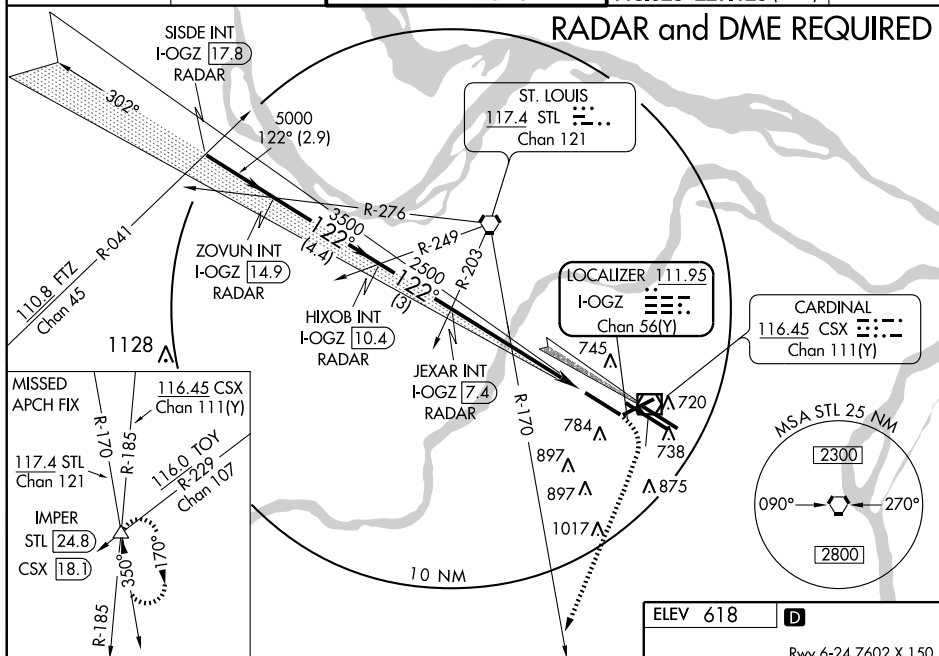 RADAR and DME REQUIRED
SISDE INT
I-OGZ 17.8
RADAR
302°
5000
122° (2.9)
ST. LOUIS
117.4 STL
Chan 121
R-276
R-041
3500
122°
(4.4)
R-249
2500
122°
(3)
R-203
ZOVUN INT
I-OGZ 14.9
RADAR
110.8 FTZ
Chan 45
LOCALIZER 111.95
I-OGZ
Chan 56(Y)
CARDINAL
116.45 CSX
Chan 111(Y)
HIXOB INT
I-OGZ 10.4
RADAR
1128
JEXAR INT
I-OGZ 7.4
RADAR
R-170
745
720
784
738
897
897
875
1017
10 NM
MISSED
APCH FIX
116.45 CSX
Chan 111(Y)
R-170
R-185
117.4 STL
Chan 121
116.0 TOY
R-229
Chan 107
IMPER
STL 24.8
CSX 18.1
350°
170°
R-185
MSA STL 25 NM
2300
090°
270°
2800
ELEV 618
D
Rwy 6-24 7602 X 150